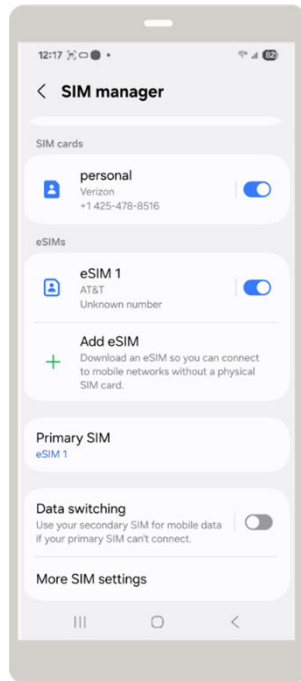 12:17
82
SIM manager
SIM cards
personal
Verizon
+1 425-478-8516
eSIMs
eSIM 1
AT&T
Unknown number
Add eSIM
Download an eSIM so you can connect
to mobile networks without a physical
SIM card.
Primary SIM
eSIM 1
Data switching
Use your secondary SIM for mobile data
if your primary SIM can't connect.
More SIM settings